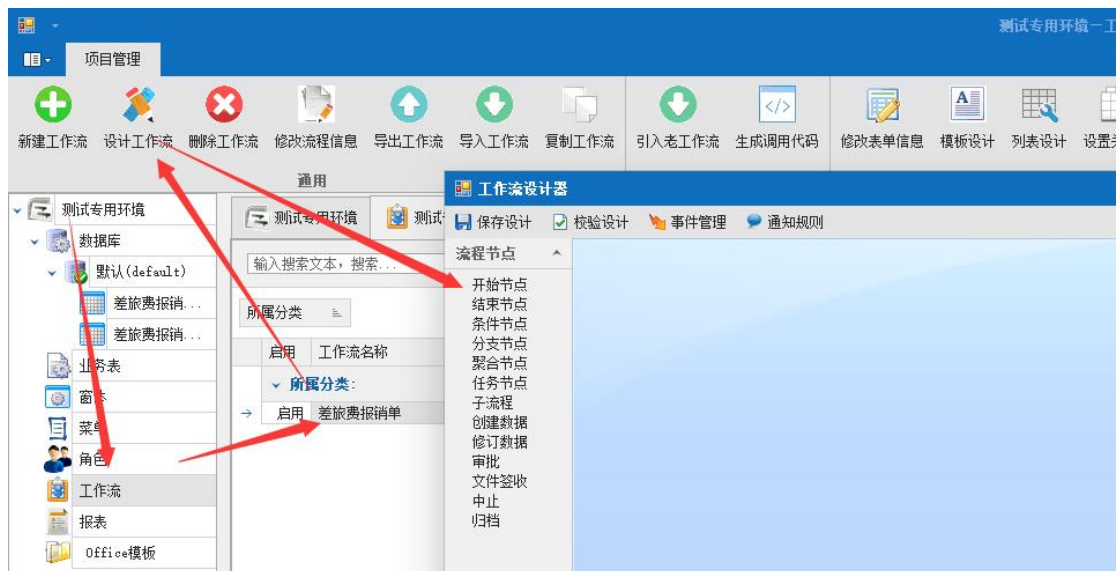 测试专用环境一工
项目管理
新建工作流 设计工作流 删除工作流 修改流程信息 导出工作流 导入工作流 复制工作流 引入老工作流 生成调用代码 修改表单信息 模板设计 列表设计 设置
通用
工作流设计器
保存设计 校验设计 事件管理 通知规则
流程节点
开始节点
结束节点
条件节点
分支节点
聚合节点
任务节点
子流程
创建数据
修订数据
审批
文件签收
中止
归档
测试专用环境
数据库
默认(default)
差旅费报销...
差旅费报销...
业务表
窗体
菜单
角色
工作流
报表
Office模板
测试专用环境 测试
输入搜索文本，搜索...
所属分类
启用 工作流名称
所属分类:
启用 差旅费报销单